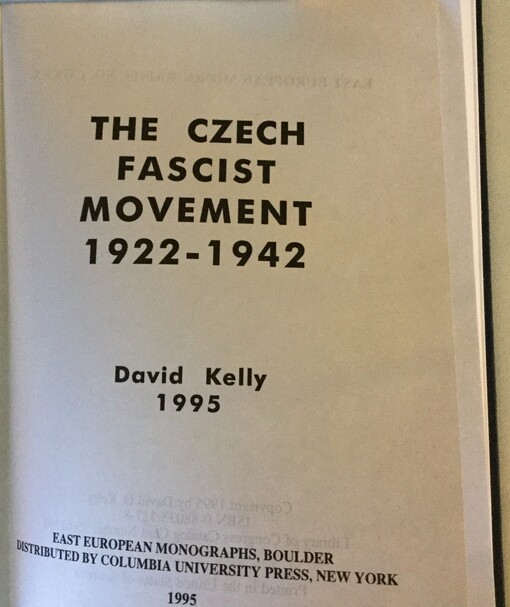 THE CZECH
FASCIST
MOVEMENT
1922-1942
David Kelly
1995
EAST EUROPEAN MONOGRAPHS, BOULDER
DISTRIBUTED BY COLUMBIA UNIVERSITY PRESS, NEW YORK
1995